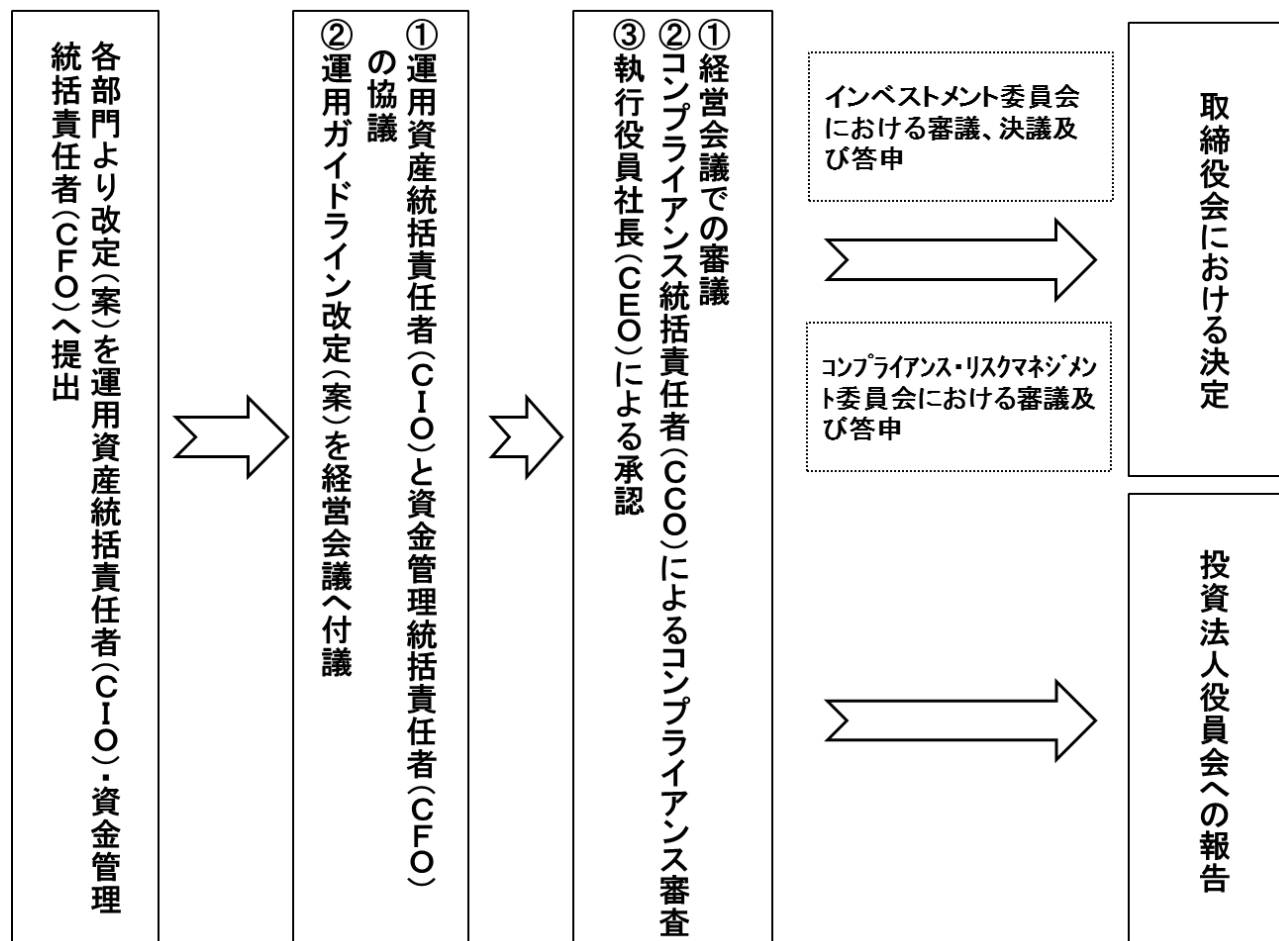 各部門より改定(案)を運用資産統括責任者(CIO)・資金管理
統括責任者(CFO)へ提出
①運用資産統括責任者(CIO)と資金管理統括責任者(CFO)
の協議
②運用ガイドライン改定(案)を経営会議へ付議
①経営会議での審議
②コンプライアンス統括責任者(CCO)によるコンプライアンス審査
③執行役員社長(CEO)による承認
インベストメント委員会
における審議、決議及
び答申
コンプライアンス・リスクマネジメン
ト委員会における審議及
び答申
取締役会における決定
投資法人役員会への報告